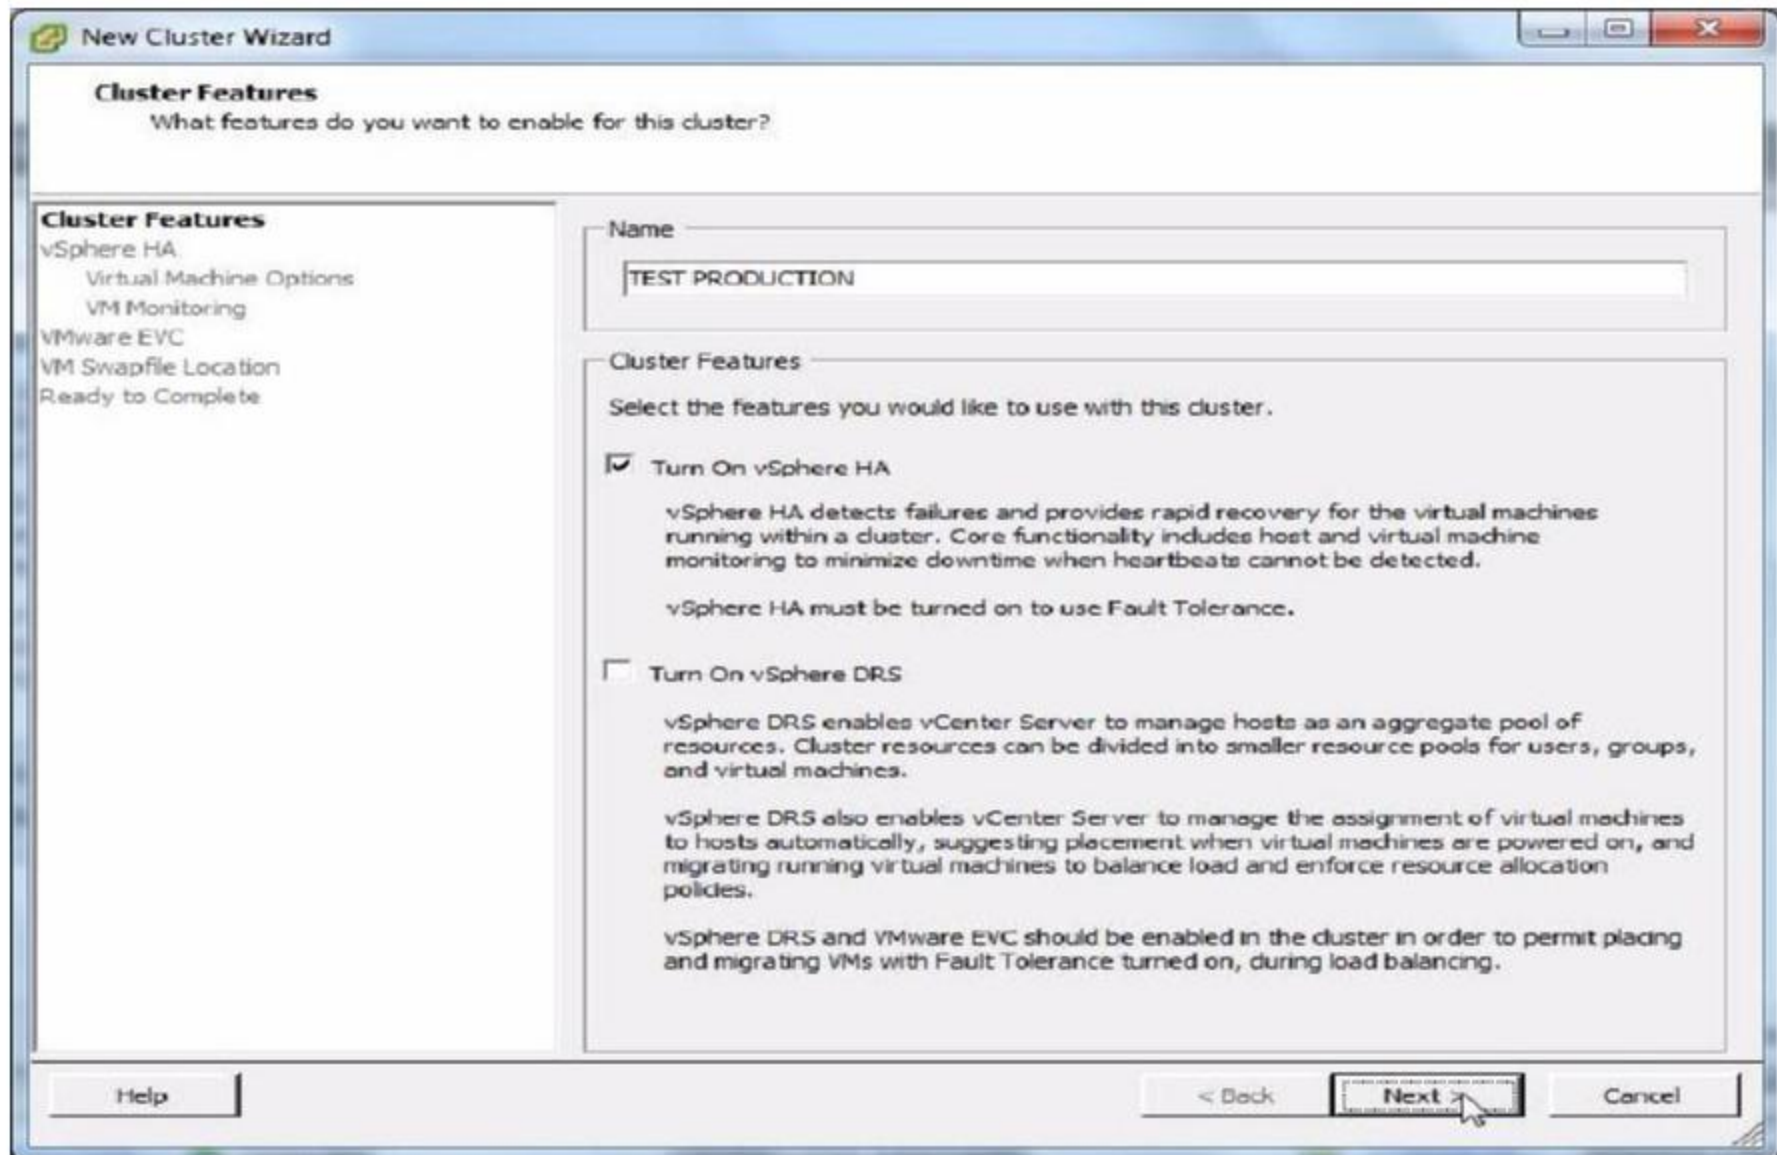 New Cluster Wizard
Cluster Features
What features do you want to enable for this cluster?
Cluster Features
vSphere HA
Virtual Machine Options
VM Monitoring
VMware EVC
VM Swapfile Location
Ready to Complete
Name
TEST PRODUCTION
Cluster Features
Select the features you would like to use with this cluster.
Turn On vSphere HA
vSphere HA detects failures and provides rapid recovery for the virtual machines
running within a cluster. Core functionality includes host and virtual machine
monitoring to minimize downtime when heartbeats cannot be detected.
vSphere HA must be turned on to use Fault Tolerance.
Turn On vSphere DRS
vSphere DRS enables vCenter Server to manage hosts as an aggregate pool of
resources. Cluster resources can be divided into smaller resource pools for users, groups,
and virtual machines.
vSphere DRS also enables vCenter Server to manage the assignment of virtual machines
to hosts automatically, suggesting placement when virtual machines are powered on, and
migrating running virtual machines to balance load and enforce resource allocation
policies.
vSphere DRS and VMware EVC should be enabled in the cluster in order to permit placing
and migrating VMs with Fault Tolerance turned on, during load balancing.
Help
< Back
Next >
Cancel